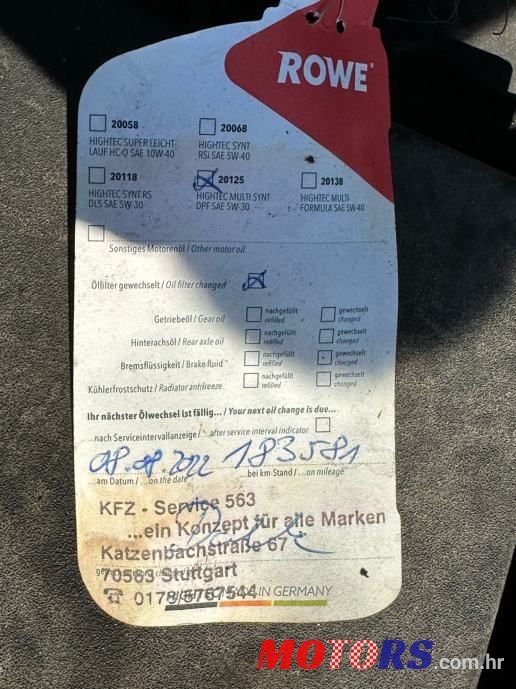 ROWE
20058
HIGHTEC SUPER LEICHT-
LAUF HC-O SAE 10W-40
20068
HIGHTEC SYNT
RSi SAE 5W-40
20118
HIGHTEC SYNT RS
DLS SAE 5W-30
20125
HIGHTEC MULTI SYNT
DPF SAE 5W-30
20138
HIGHTEC MULTI
FORMULA SAE 5W-40
Sonstiges Motorenöl / Other motor oil
Ölfilter gewechselt / Oil filter changed
Getriebeöl / Gear oil
nachgefüllt
refilled
gewechselt
changed
Hinterachsöl / Rear axle oil
nachgefüllt
refilled
gewechselt
changed
Bremsflüssigkeit / Brake fluid
nachgefüllt
refilled
gewechselt
changed
Kühlerfrostschutz / Radiator antifreeze
nachgefüllt
refilled
gewechselt
changed
Ihr nächster Ölwechsel ist fällig... / Your next oil change is due...
nach Serviceintervallanzeige / after service interval indicator
08.08.2022 183581
am Datum / ...on the date
...bei km-Stand / ...on mileage
KFZ - Service 563
...ein Konzept für alle Marken
Katzenbachstraße 67
70563 Stuttgart
0178/5767544
IN GERMANY
MOTORS.com.hr